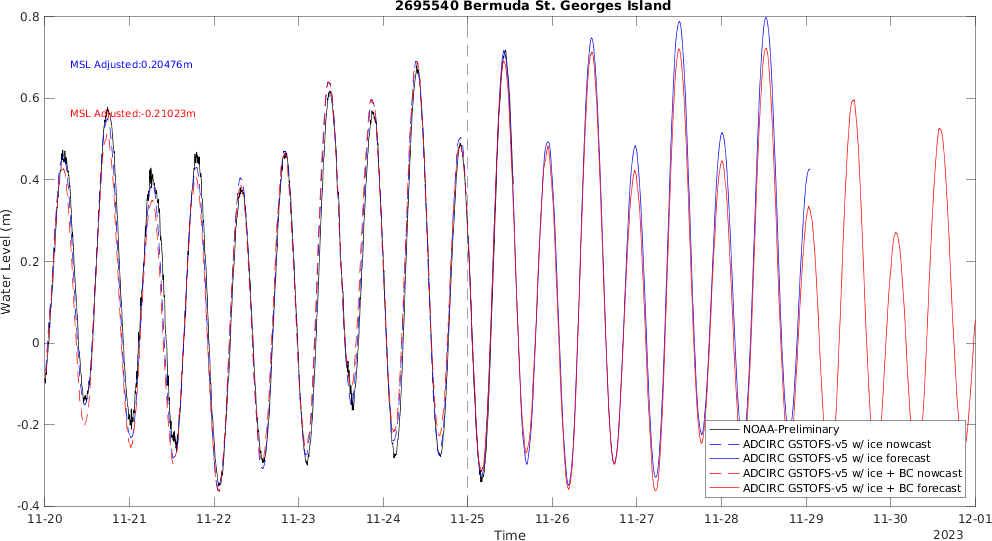 2695540 Bermuda St. Georges Island
0.8
MSL Adjusted:0.20476m
0.6
MSL Adjusted:-0.21023m
0.4
0.2
0
-0.2
-0.4
Water Level (m)
NOAA-Preliminary
ADCIRC GSTOFS-v5 w/ ice nowcast
ADCIRC GSTOFS-v5 w/ ice forecast
ADCIRC GSTOFS-v5 w/ ice + BC nowcast
ADCIRC GSTOFS-v5 w/ ice + BC forecast
11-20 11-21 11-22 11-23 11-24 11-25 11-26 11-27 11-28 11-29 11-30 12-01
Time
2023